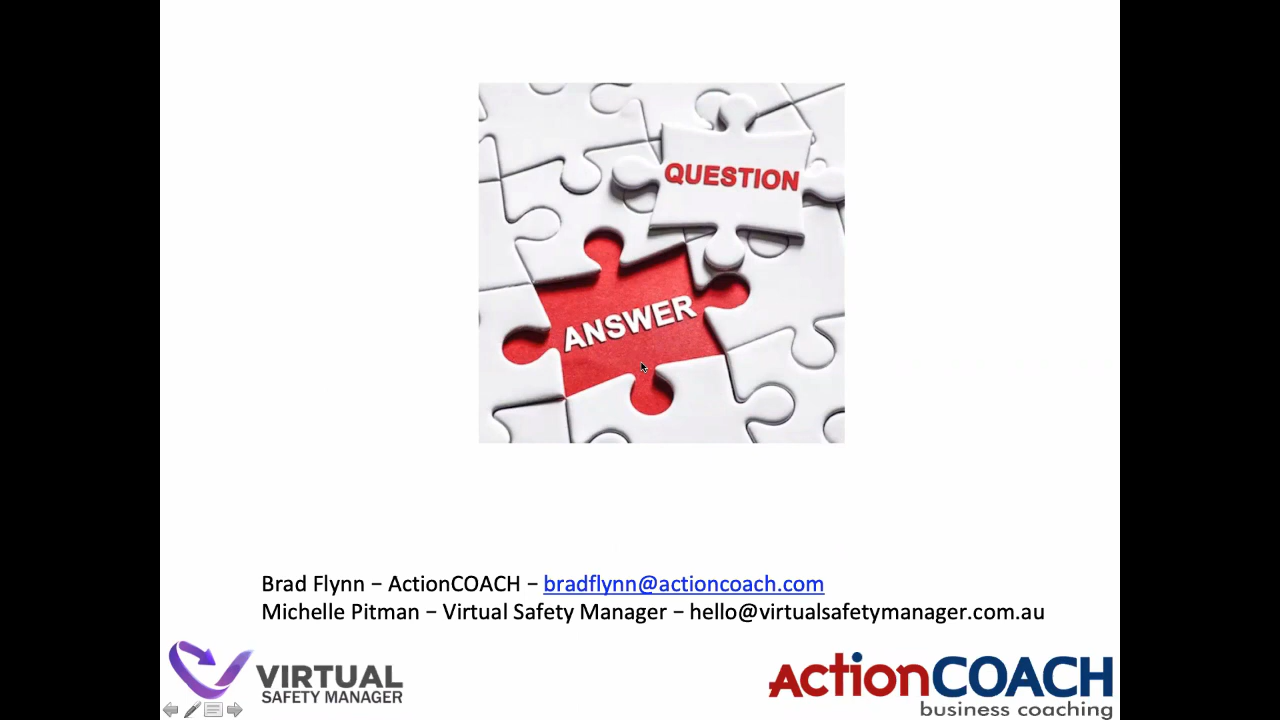 QUESTION
ANSWER
Brad Flynn – ActionCOACH – bradflynn@actioncoach.com
Michelle Pitman – Virtual Safety Manager – hello@virtualsafetymanager.com.au
VIRTUAL
SAFETY MANAGER
ActionCOACH
business coaching